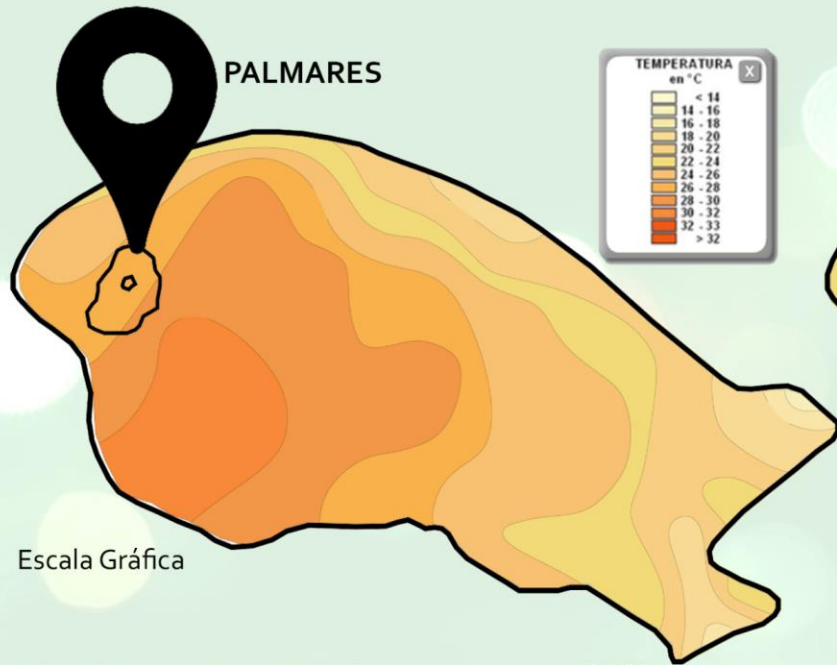 PALMARES
TEMPERATURA
en °C
X
< 14
14 - 16
16 - 18
18 - 20
20 - 22
22 - 24
24 - 26
26 - 28
28 - 30
30 - 32
32 - 33
> 32
Escala Gráfica